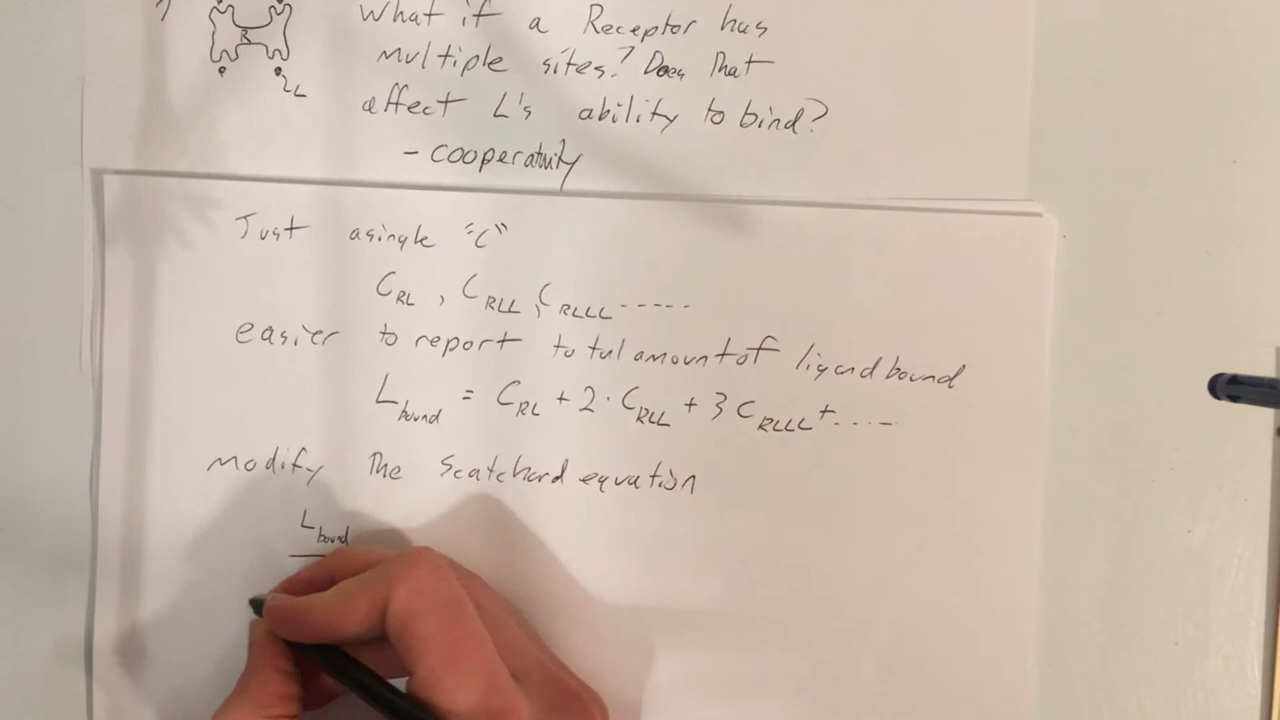 What if a Receptor has
R
multiple sites? Does That
L
affect L's ability to bind?
- cooperativity
Just a single "C"
C_RL, C_RLL, C_RLLL -----
easier to report total amount of ligand bound
L_bound = C_RL + 2 · C_RLL + 3 C_RLLL + ....
modify The Scatchard equation
L_bound